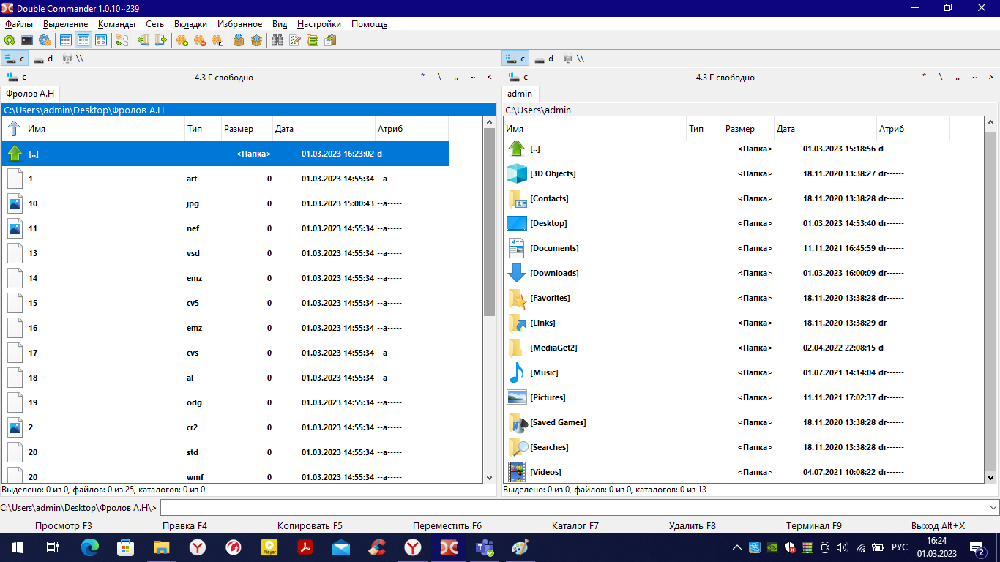 Double Commander 1.0.10~239
Файлы Выделение Команды Сеть Вкладки Избранное Вид Настройки Помощь
c d \\ c d \\
c 4.3 Г свободно * \ .. ~ < c 4.3 Г свободно * \ .. ~ >
Фролов А.Н admin
C:\Users\admin\Desktop\Фролов А.Н C:\Users\admin
Имя Тип Размер Дата Атриб Имя Тип Размер Дата Атриб
[..] <Папка> 01.03.2023 16:23:02 d------- [..] <Папка> 01.03.2023 15:18:56 d------
1 art 0 01.03.2023 14:55:34 --a----- [3D Objects] <Папка> 18.11.2020 13:38:27 dr------
10 jpg 0 01.03.2023 15:00:43 --a----- [Contacts] <Папка> 18.11.2020 13:38:28 dr------
11 nef 0 01.03.2023 14:55:34 --a----- [Desktop] <Папка> 01.03.2023 14:53:40 dr------
13 vsd 0 01.03.2023 14:55:34 --a----- [Documents] <Папка> 11.11.2021 16:45:59 dr------
14 emz 0 01.03.2023 14:55:34 --a----- [Downloads] <Папка> 01.03.2023 16:00:09 dr------
15 cv5 0 01.03.2023 14:55:34 --a----- [Favorites] <Папка> 18.11.2020 13:38:28 dr------
16 emz 0 01.03.2023 14:55:34 --a----- [Links] <Папка> 18.11.2020 13:38:29 dr------
17 cvs 0 01.03.2023 14:55:34 --a----- [MediaGet2] <Папка> 02.04.2022 22:08:15 d-------
18 al 0 01.03.2023 14:55:34 --a----- [Music] <Папка> 01.07.2021 14:14:04 dr------
19 odg 0 01.03.2023 14:55:34 --a----- [Pictures] <Папка> 11.11.2021 17:02:37 dr------
2 cr2 0 01.03.2023 14:55:34 --a----- [Saved Games] <Папка> 18.11.2020 13:38:28 dr------
20 std 0 01.03.2023 14:55:34 --a----- [Searches] <Папка> 18.11.2020 13:38:28 dr------
20 wmf 0 01.03.2023 14:55:34 --a----- [Videos] <Папка> 04.07.2021 10:08:22 dr------
Выделено: 0 из 0, файлов: 0 из 25, каталогов: 0 из 0 Выделено: 0 из 0, файлов: 0 из 0, каталогов: 0 из 13
C:\Users\admin\Desktop\Фролов А.Н\>
Просмотр F3 Правка F4 Копировать F5 Переместить F6 Каталог F7 Удалить F8 Терминал F9 Выход Alt+X
Player РУС 16:24
01.03.2023 2